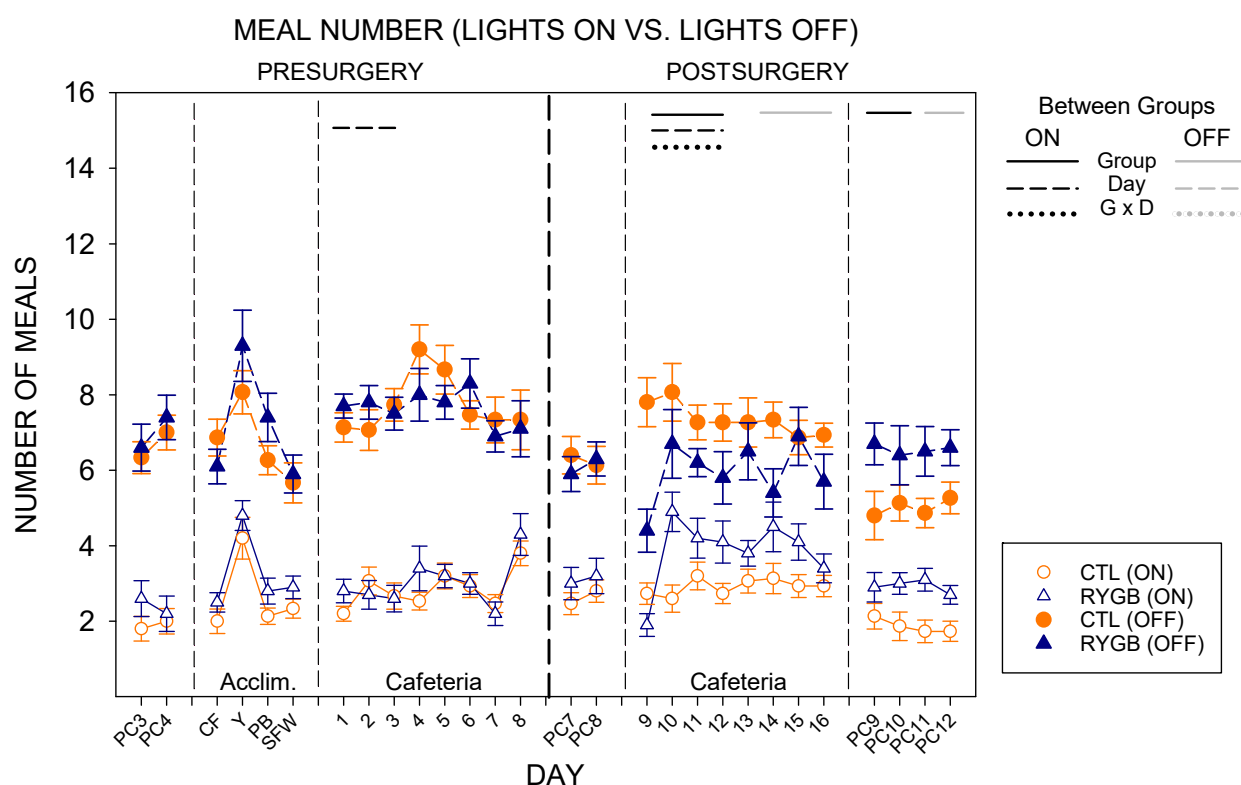 MEAL NUMBER (LIGHTS ON VS. LIGHTS OFF)
PRESURGERY
POSTSURGERY
16
14
12
10
8
6
4
2
NUMBER OF MEALS
Acclim.
Cafeteria
Cafeteria
PC3
PC4
CF
Y
PB
SFW
1
2
3
4
5
6
7
8
PC7
PC8
9
10
11
12
13
14
15
16
PC9
PC10
PC11
PC12
DAY
Between Groups
ON OFF
Group
Day
G x D
CTL (ON)
RYGB (ON)
CTL (OFF)
RYGB (OFF)